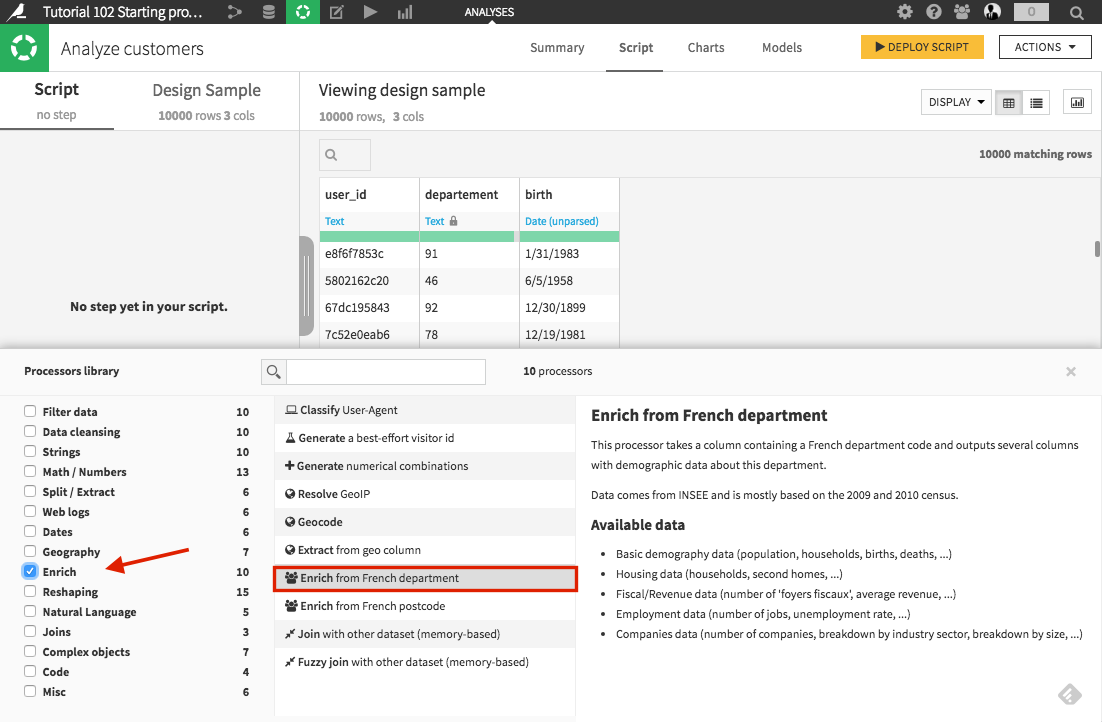 Tutorial 102 Starting pro...
ANALYSES
0
Analyze customers
Summary
Script
Charts
Models
DEPLOY SCRIPT
ACTIONS
Script
no step
Design Sample
10000 rows 3 cols
Viewing design sample
10000 rows, 3 cols
DISPLAY
10000 matching rows
user_id departement birth
Text Text Date (unparsed)
e8f6f7853c 91 1/31/1983
5802162c20 46 6/5/1958
67dc195843 92 12/30/1899
7c52e0eab6 78 12/19/1981
No step yet in your script.
Processors library
10 processors
Filter data 10
Data cleansing 10
Strings 10
Math / Numbers 13
Split / Extract 6
Web logs 6
Dates 6
Geography 7
Enrich 10
Reshaping 15
Natural Language 5
Joins 3
Complex objects 7
Code 4
Misc 6
Classify User-Agent
Generate a best-effort visitor id
Generate numerical combinations
Resolve GeoIP
Geocode
Extract from geo column
Enrich from French department
Enrich from French postcode
Join with other dataset (memory-based)
Fuzzy join with other dataset (memory-based)
Enrich from French department
This processor takes a column containing a French department code and outputs several columns
with demographic data about this department.
Data comes from INSEE and is mostly based on the 2009 and 2010 census.
Available data
• Basic demography data (population, households, births, deaths, ...)
• Housing data (households, second homes, ...)
• Fiscal/Revenue data (number of 'foyers fiscaux', average revenue, ...)
• Employment data (number of jobs, unemployment rate, ...)
• Companies data (number of companies, breakdown by industry sector, breakdown by size, ...)